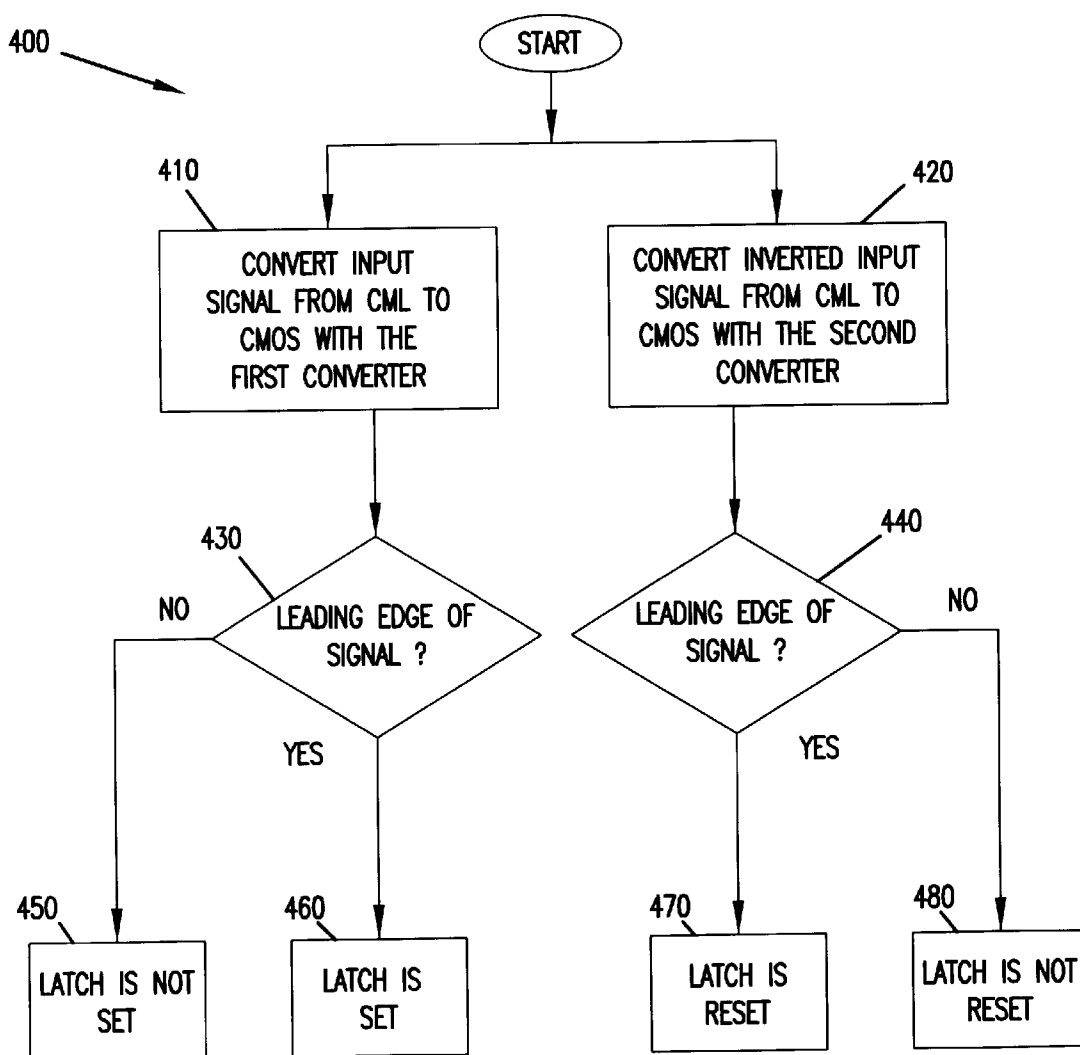 400
START
410
420
CONVERT INPUT
SIGNAL FROM CML TO
CMOS WITH THE
FIRST CONVERTER
CONVERT INVERTED INPUT
SIGNAL FROM CML TO
CMOS WITH THE SECOND
CONVERTER
430
440
NO
LEADING EDGE OF
SIGNAL ?
LEADING EDGE OF
SIGNAL ?
NO
YES
YES
450
460
470
480
LATCH IS NOT
SET
LATCH IS
SET
LATCH IS
RESET
LATCH IS NOT
RESET